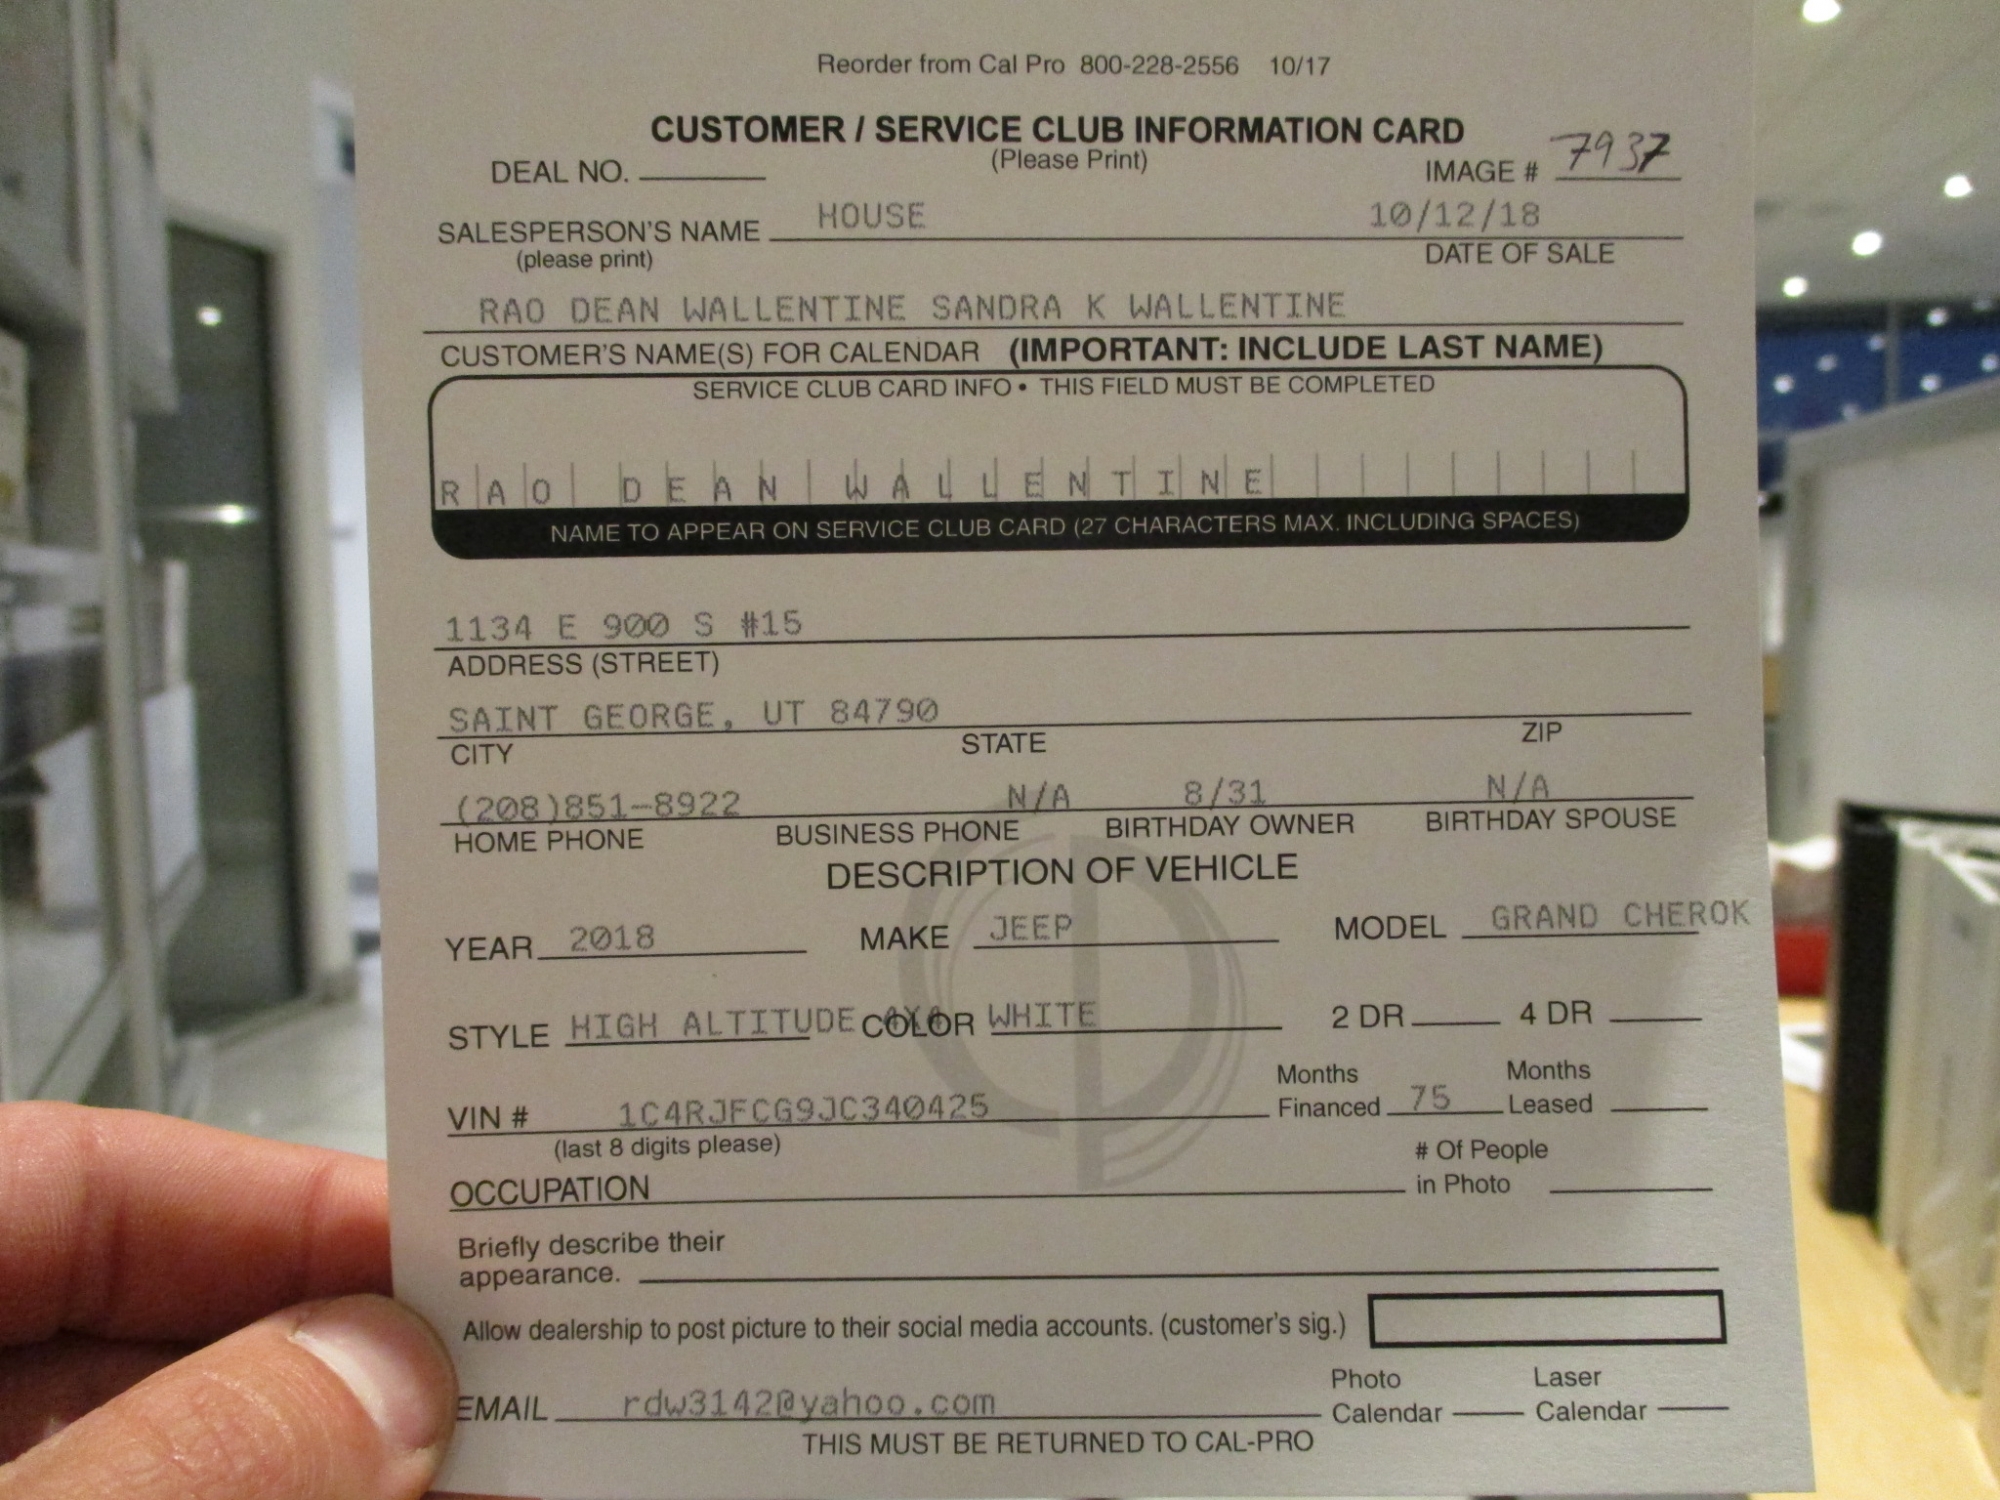 Reorder from Cal Pro 800-228-2556 10/17
CUSTOMER / SERVICE CLUB INFORMATION CARD
(Please Print)
DEAL NO. IMAGE # 7937
SALESPERSON'S NAME HOUSE 10/12/18
(please print) DATE OF SALE
RAO DEAN WALLENTINE SANDRA K WALLENTINE
CUSTOMER'S NAME(S) FOR CALENDAR (IMPORTANT: INCLUDE LAST NAME)
SERVICE CLUB CARD INFO • THIS FIELD MUST BE COMPLETED
RAO DEAN WALLENTINE
NAME TO APPEAR ON SERVICE CLUB CARD (27 CHARACTERS MAX. INCLUDING SPACES)
1134 E 900 S #15
ADDRESS (STREET)
SAINT GEORGE, UT 84790
CITY STATE ZIP
(208)851-8922 N/A 8/31 N/A
HOME PHONE BUSINESS PHONE BIRTHDAY OWNER BIRTHDAY SPOUSE
DESCRIPTION OF VEHICLE
YEAR 2018 MAKE JEEP MODEL GRAND CHEROK
STYLE HIGH ALTITUDE 4X4 COLOR WHITE 2 DR 4 DR
Months Months
VIN # 1C4RJFCG9JC340425 Financed 75 Leased
(last 8 digits please) # Of People
OCCUPATION in Photo
Briefly describe their
appearance.
Allow dealership to post picture to their social media accounts. (customer's sig.)
Photo Laser
EMAIL rdw3142@yahoo.com Calendar Calendar
THIS MUST BE RETURNED TO CAL-PRO